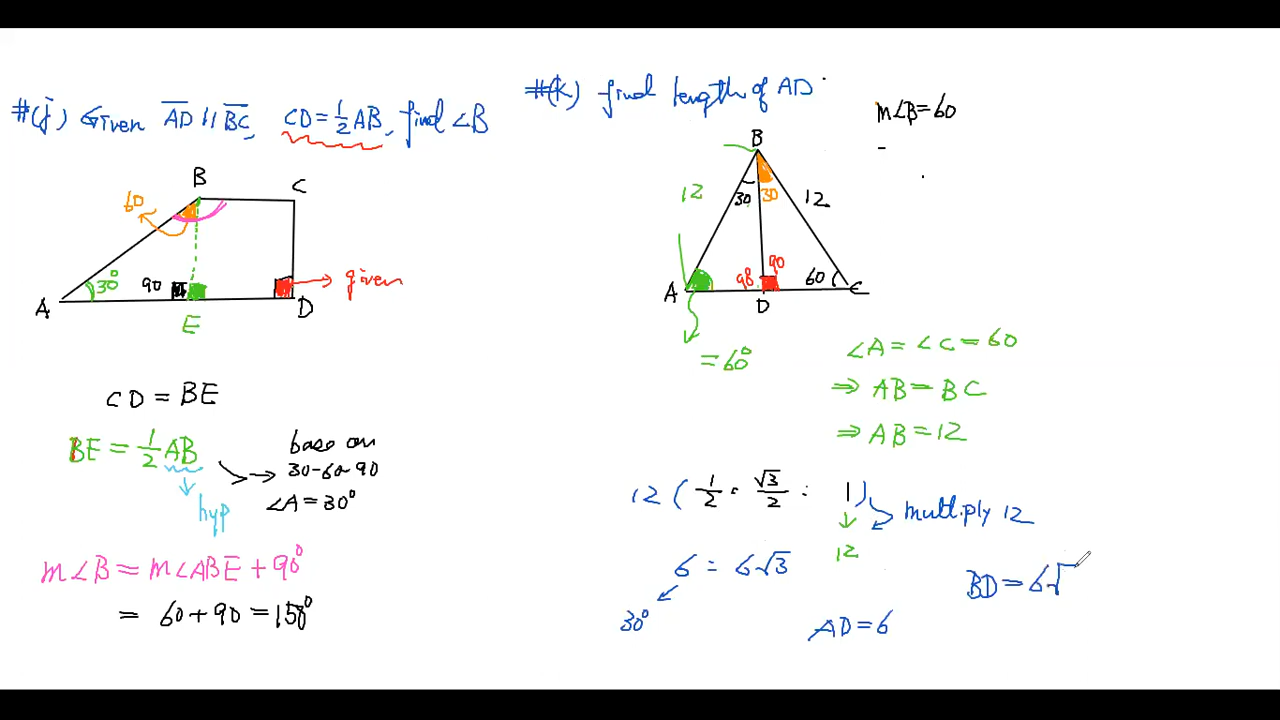 #(j) Given AD // BC, CD = 1/2 AB, find ∠B
B
C
60
30°
90
given
A
E
D
CD = BE
BE = 1/2 AB
hyp
base on
30-60-90
∠A = 30°
m∠B = m∠ABE + 90°
= 60 + 90 = 150°
#(k) find length of AD
m∠B = 60
-
B
12
30
30
12
90
90
60
A
D
C
= 60°
∠A = ∠C = 60
⇒ AB = BC
⇒ AB = 12
12 ( 1/2 : √3/2 : 1 )
multiply 12
12
6 : 6√3
30°
AD = 6
BD = 6√